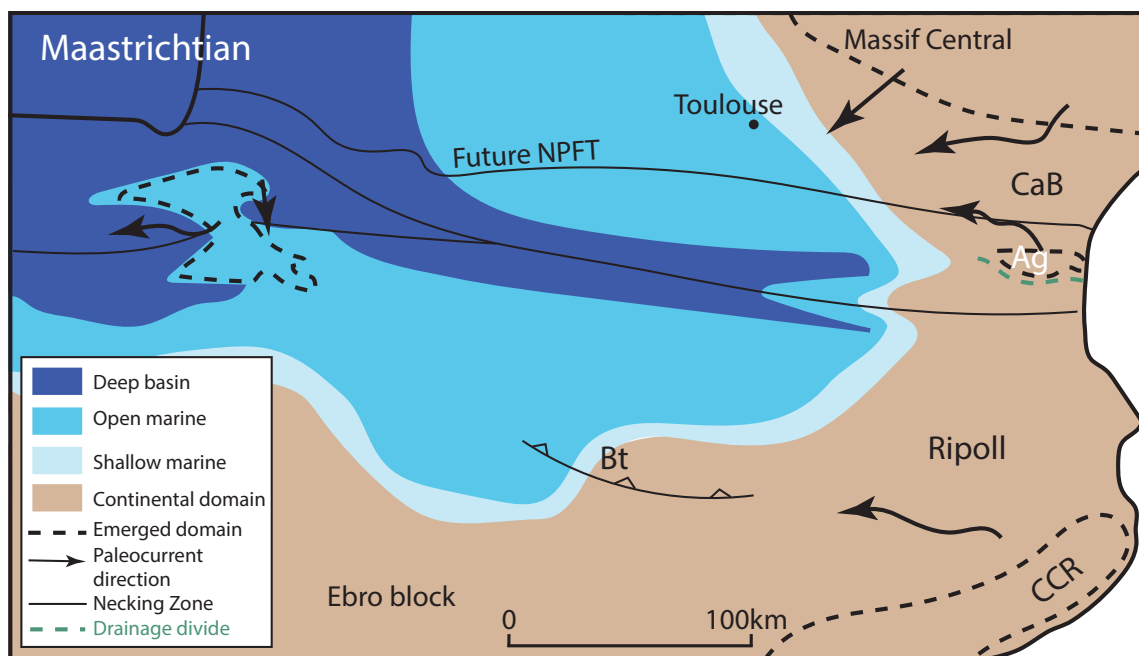 Maastrichtian
Massif Central
Toulouse
Future NPFT
CaB
Ag
Deep basin
Open marine
Shallow marine
Continental domain
Emerged domain
Paleocurrent
direction
Necking Zone
Drainage divide
Bt
Ripoll
CCR
Ebro block
0 100km